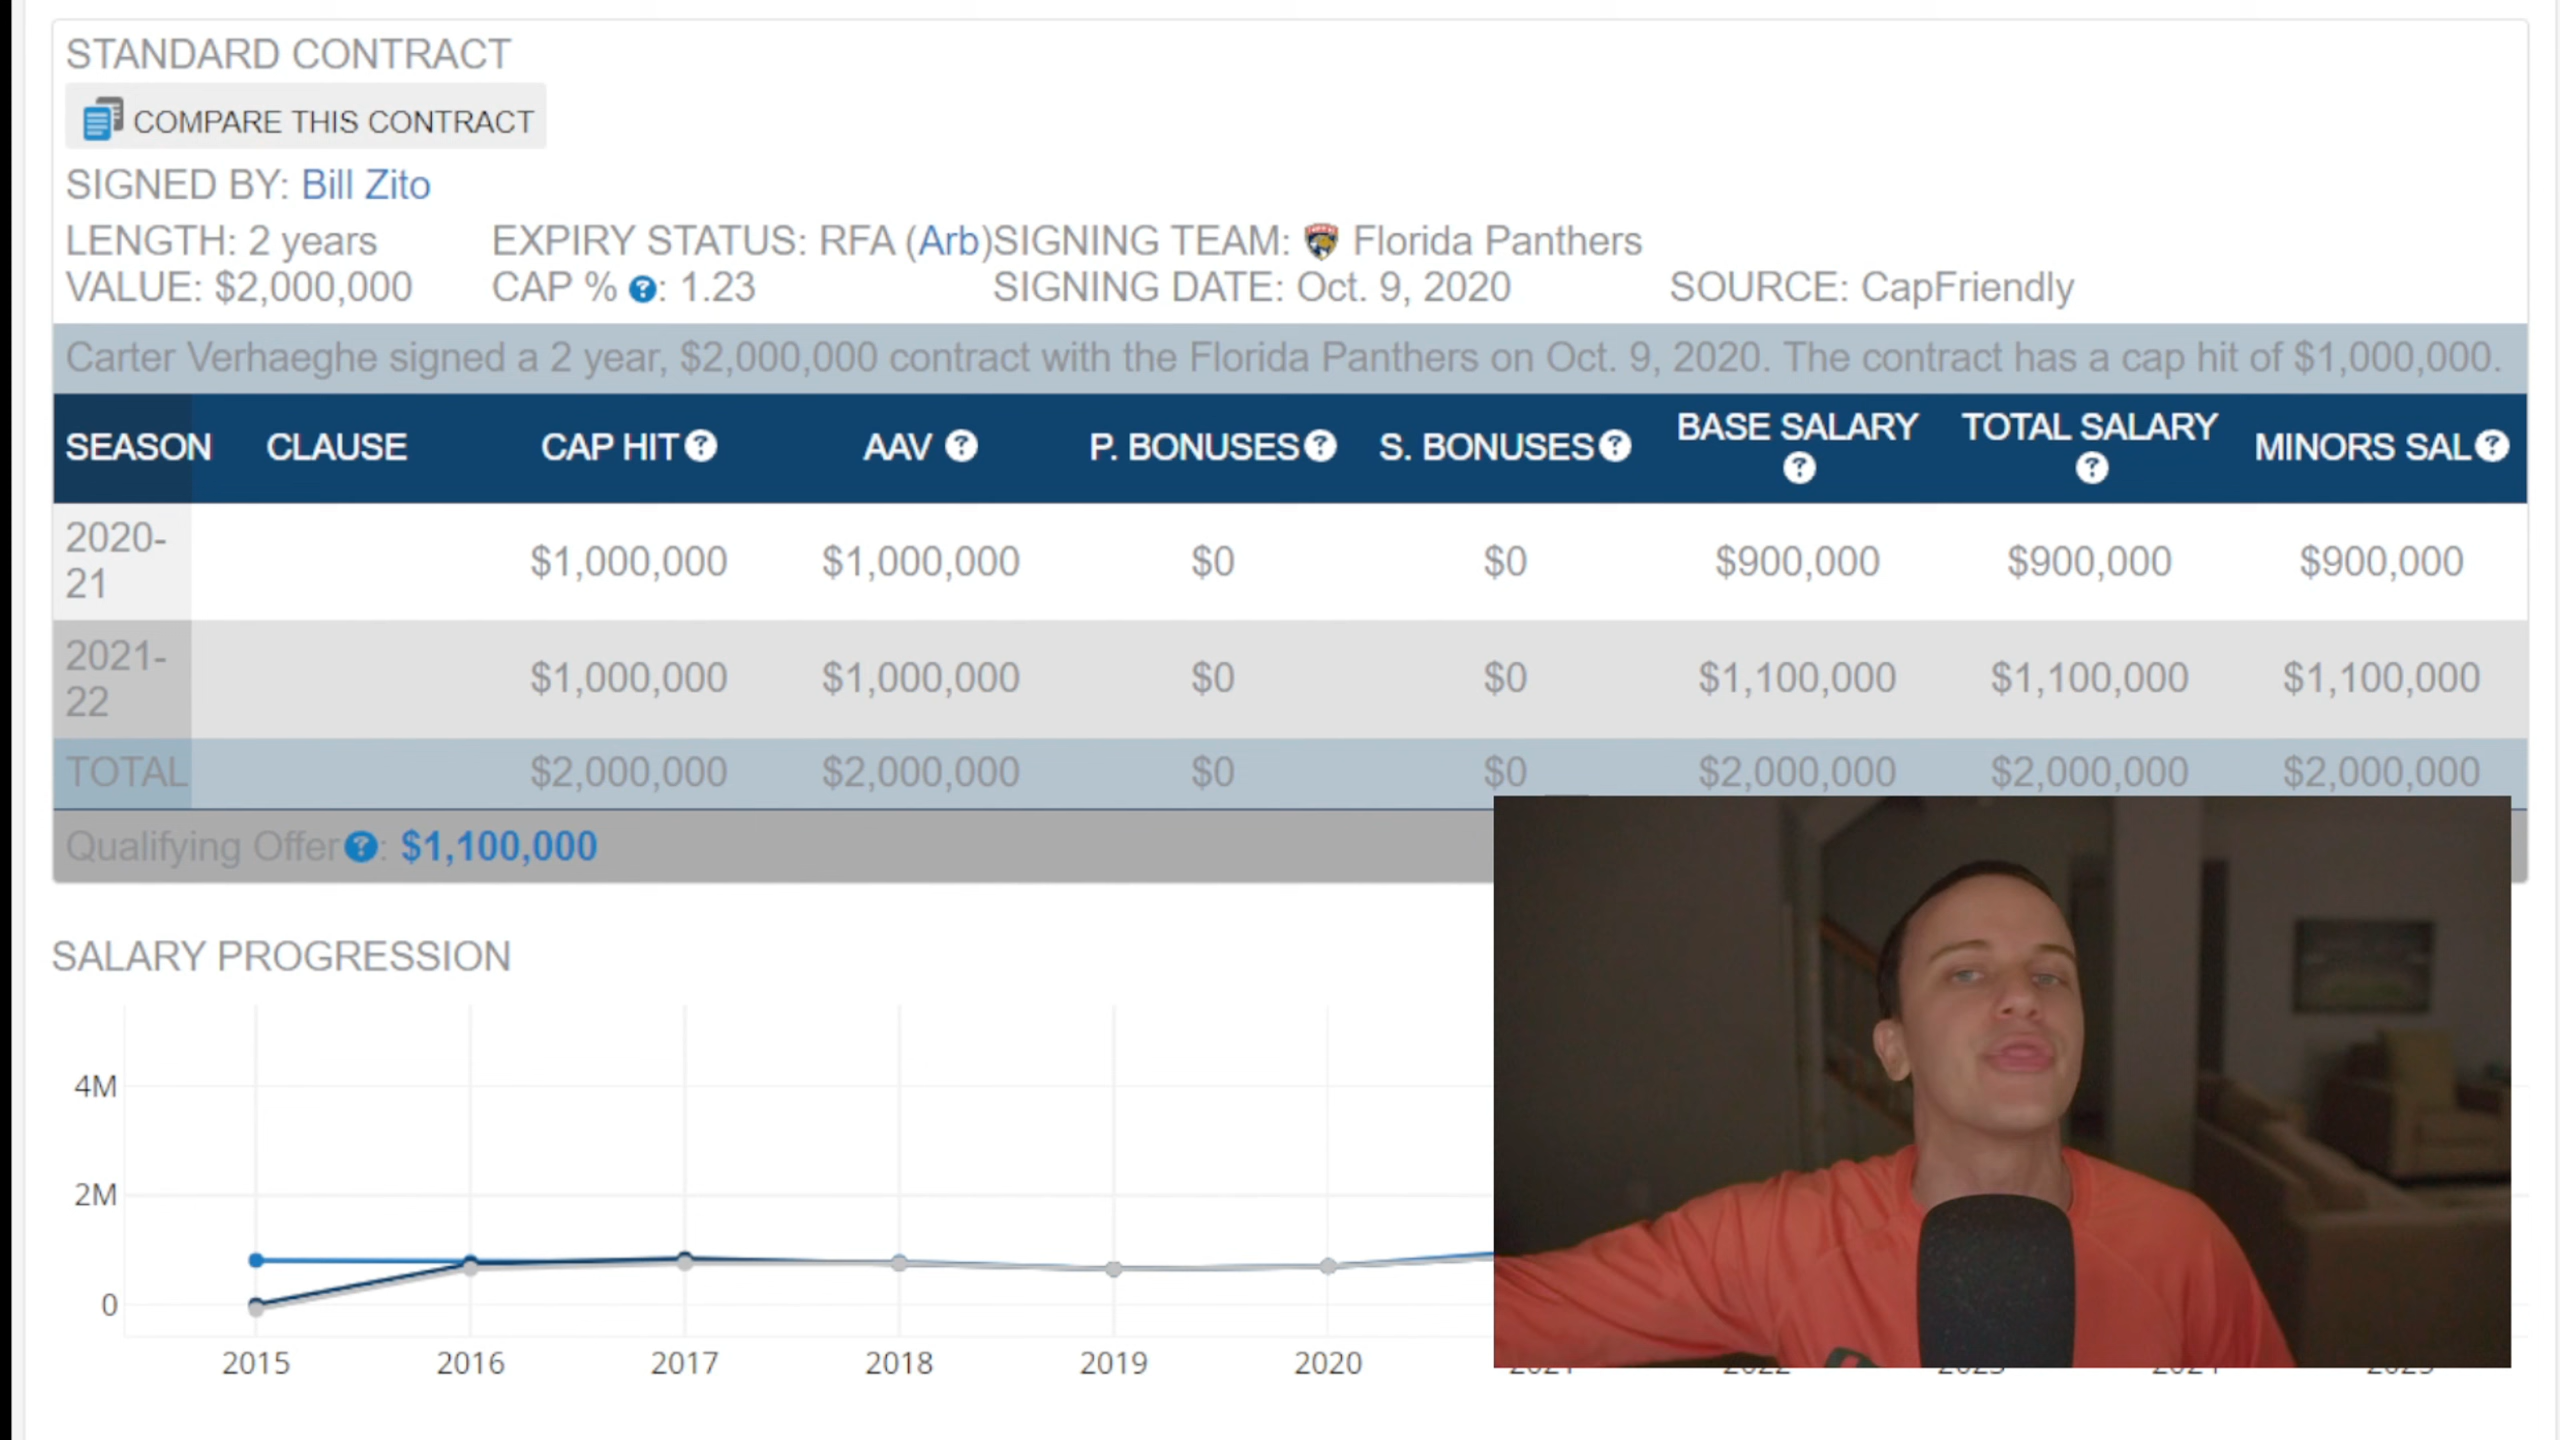 STANDARD CONTRACT
COMPARE THIS CONTRACT
SIGNED BY: Bill Zito
LENGTH: 2 years EXPIRY STATUS: RFA (Arb) SIGNING TEAM: Florida Panthers
VALUE: $2,000,000 CAP % ?: 1.23 SIGNING DATE: Oct. 9, 2020 SOURCE: CapFriendly
Carter Verhaeghe signed a 2 year, $2,000,000 contract with the Florida Panthers on Oct. 9, 2020. The contract has a cap hit of $1,000,000.
SEASON CLAUSE CAP HIT ? AAV ? P. BONUSES ? S. BONUSES ? BASE SALARY ? TOTAL SALARY ? MINORS SAL ?
2020-21 $1,000,000 $1,000,000 $0 $0 $900,000 $900,000 $900,000
2021-22 $1,000,000 $1,000,000 $0 $0 $1,100,000 $1,100,000 $1,100,000
TOTAL $2,000,000 $2,000,000 $0 $0 $2,000,000 $2,000,000 $2,000,000
Qualifying Offer ?: $1,100,000
SALARY PROGRESSION
4M
2M
0
2015 2016 2017 2018 2019 2020